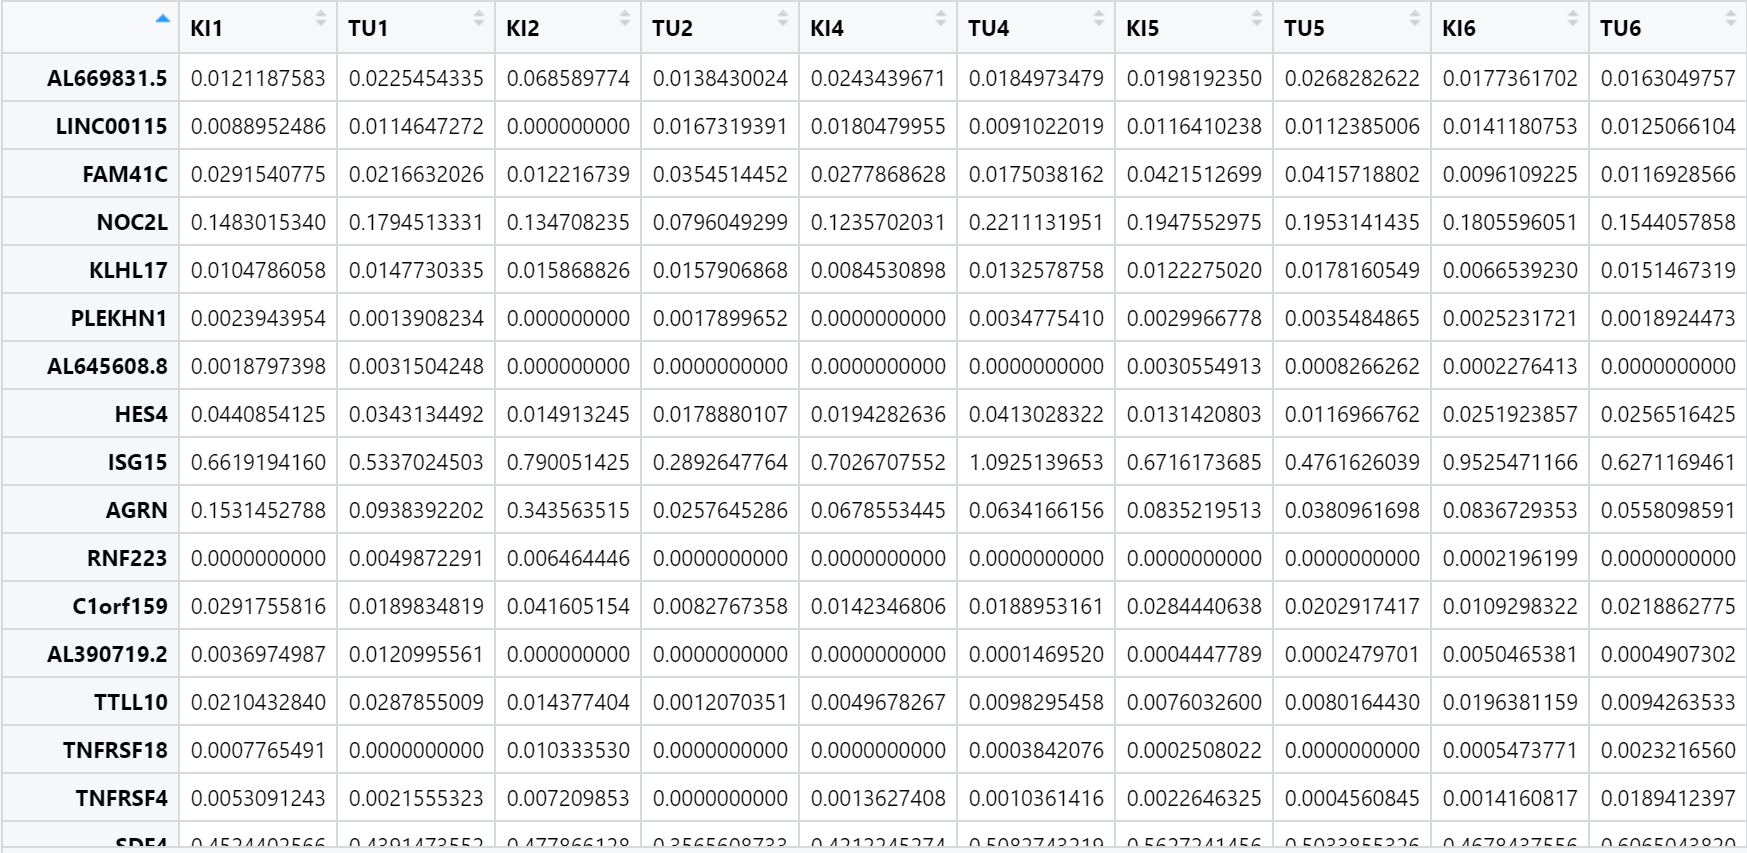 KI1 TU1 KI2 TU2 KI4 TU4 KI5 TU5 KI6 TU6
AL669831.5 0.0121187583 0.0225454335 0.068589774 0.0138430024 0.0243439671 0.0184973479 0.0198192350 0.0268282622 0.0177361702 0.0163049757
LINC00115 0.0088952486 0.0114647272 0.000000000 0.0167319391 0.0180479955 0.0091022019 0.0116410238 0.0112385006 0.0141180753 0.0125066104
FAM41C 0.0291540775 0.0216632026 0.012216739 0.0354514452 0.0277868628 0.0175038162 0.0421512699 0.0415718802 0.0096109225 0.0116928566
NOC2L 0.1483015340 0.1794513331 0.134708235 0.0796049299 0.1235702031 0.2211131951 0.1947552975 0.1953141435 0.1805596051 0.1544057858
KLHL17 0.0104786058 0.0147730335 0.015868826 0.0157906868 0.0084530898 0.0132578758 0.0122275020 0.0178160549 0.0066539230 0.0151467319
PLEKHN1 0.0023943954 0.0013908234 0.000000000 0.0017899652 0.0000000000 0.0034775410 0.0029966778 0.0035484865 0.0025231721 0.0018924473
AL645608.8 0.0018797398 0.0031504248 0.000000000 0.0000000000 0.0000000000 0.0000000000 0.0030554913 0.0008266262 0.0002276413 0.0000000000
HES4 0.0440854125 0.0343134492 0.014913245 0.0178880107 0.0194282636 0.0413028322 0.0131420803 0.0116966762 0.0251923857 0.0256516425
ISG15 0.6619194160 0.5337024503 0.790051425 0.2892647764 0.7026707552 1.0925139653 0.6716173685 0.4761626039 0.9525471166 0.6271169461
AGRN 0.1531452788 0.0938392202 0.343563515 0.0257645286 0.0678553445 0.0634166156 0.0835219513 0.0380961698 0.0836729353 0.0558098591
RNF223 0.0000000000 0.0049872291 0.006464446 0.0000000000 0.0000000000 0.0000000000 0.0000000000 0.0000000000 0.0002196199 0.0000000000
C1orf159 0.0291755816 0.0189834819 0.041605154 0.0082767358 0.0142346806 0.0188953161 0.0284440638 0.0202917417 0.0109298322 0.0218862775
AL390719.2 0.0036974987 0.0120995561 0.000000000 0.0000000000 0.0000000000 0.0001469520 0.0004447789 0.0002479701 0.0050465381 0.0004907302
TTLL10 0.0210432840 0.0287855009 0.014377404 0.0012070351 0.0049678267 0.0098295458 0.0076032600 0.0080164430 0.0196381159 0.0094263533
TNFRSF18 0.0007765491 0.0000000000 0.010333530 0.0000000000 0.0000000000 0.0003842076 0.0002508022 0.0000000000 0.0005473771 0.0023216560
TNFRSF4 0.0053091243 0.0021555323 0.007209853 0.0000000000 0.0013627408 0.0010361416 0.0022646325 0.0004560845 0.0014160817 0.0189412397
SDF4